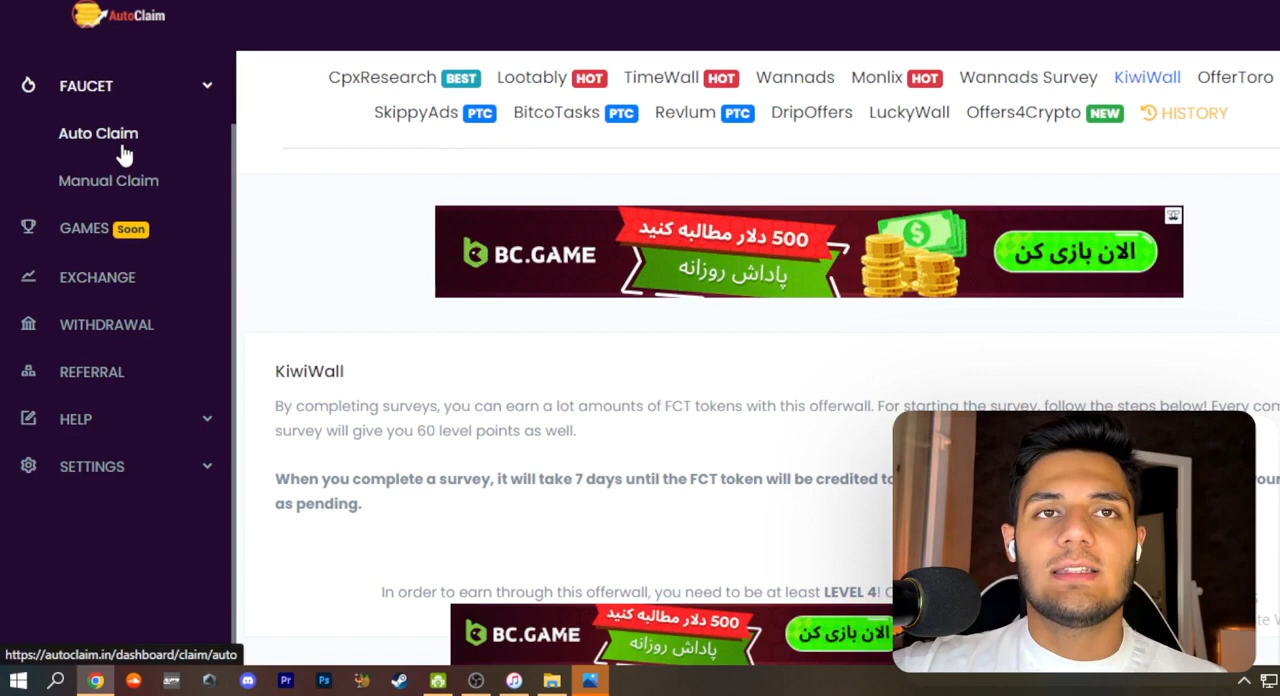 AutoClaim
FAUCET
Auto Claim
Manual Claim
GAMES Soon
EXCHANGE
WITHDRAWAL
REFERRAL
HELP
SETTINGS
CpxResearch BEST Lootably HOT TimeWall HOT Wannads Monlix HOT Wannads Survey KiwiWall OfferToro
SkippyAds PTC BitcoTasks PTC Revlum PTC DripOffers LuckyWall Offers4Crypto NEW HISTORY
BC.GAME
500 دلار مطالبه کنید
پاداش روزانه
الان بازی کن
KiwiWall
By completing surveys, you can earn a lot amounts of FCT tokens with this offerwall. For starting the survey, follow the steps below! Every com
survey will give you 60 level points as well.
When you complete a survey, it will take 7 days until the FCT token will be credited to
as pending.
In order to earn through this offerwall, you need to be at least LEVEL 4!
BC.GAME
500 دلار مطالبه کنید
پاداش روزانه
الان بازی کن
https://autoclaim.in/dashboard/claim/auto
Pr
Ps